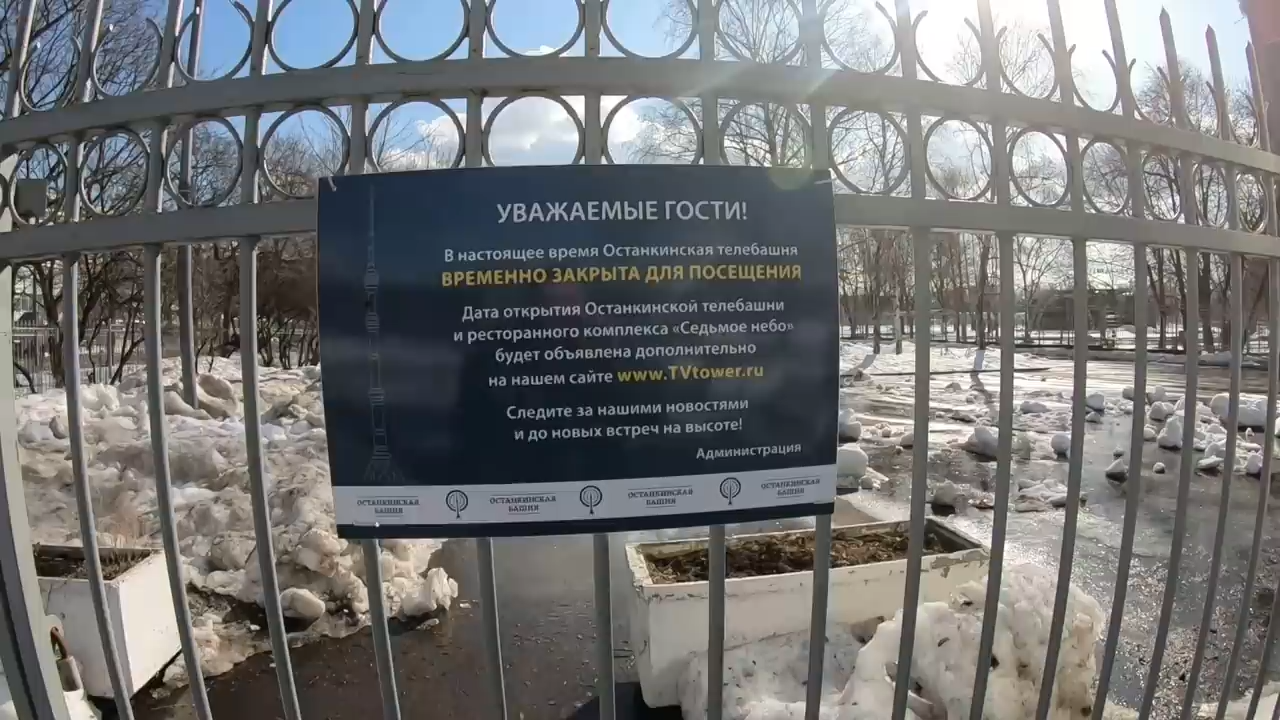 УВАЖАЕМЫЕ ГОСТИ!
В настоящее время Останкинская телебашня
ВРЕМЕННО ЗАКРЫТА ДЛЯ ПОСЕЩЕНИЯ
Дата открытия Останкинской телебашни
и ресторанного комплекса «Седьмое небо»
будет объявлена дополнительно
на нашем сайте www.TVtower.ru
Следите за нашими новостями
и до новых встреч на высоте!
Администрация
ОСТАНКИНСКАЯ БАШНЯ
ОСТАНКИНСКАЯ БАШНЯ
ОСТАНКИНСКАЯ БАШНЯ
ОСТАНКИНСКАЯ БАШНЯ